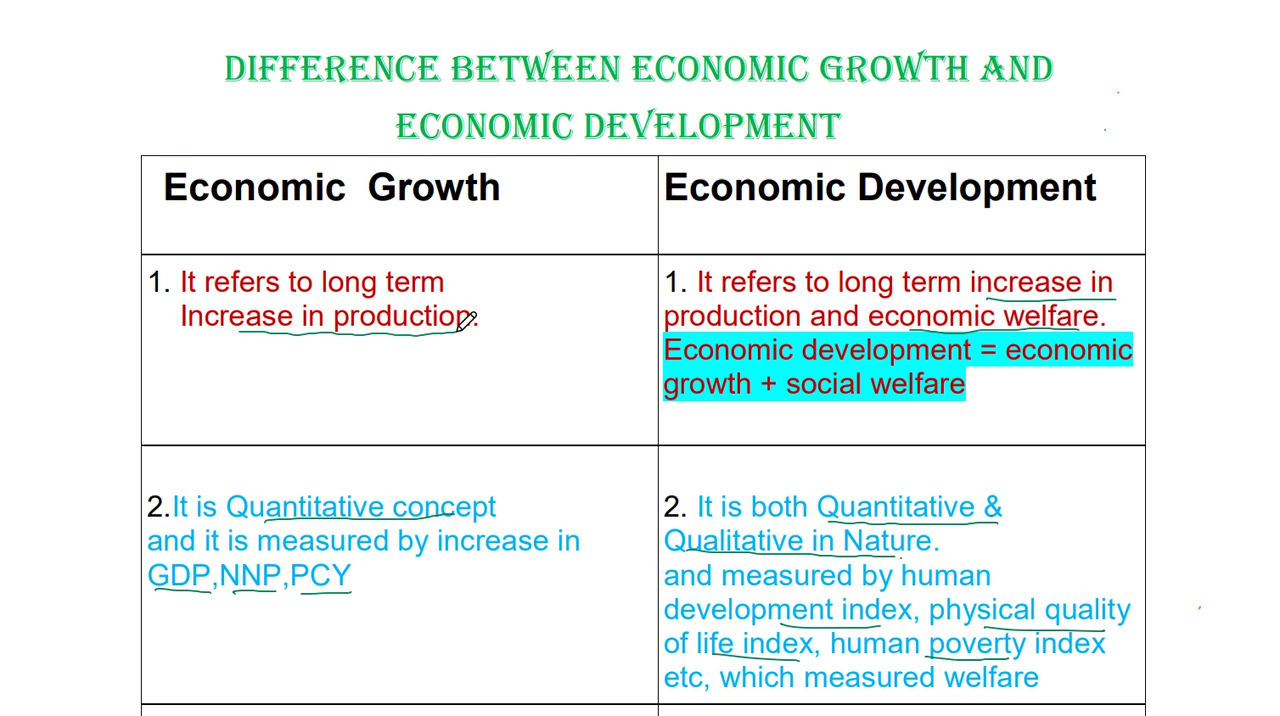 DIFFERENCE BETWEEN ECONOMIC GROWTH AND
ECONOMIC DEVELOPMENT
Economic Growth
Economic Development
1. It refers to long term
Increase in production.
1. It refers to long term increase in
production and economic welfare.
Economic development = economic
growth + social welfare
2.It is Quantitative concept
and it is measured by increase in
GDP,NNP,PCY
2. It is both Quantitative &
Qualitative in Nature.
and measured by human
development index, physical quality
of life index, human poverty index
etc, which measured welfare